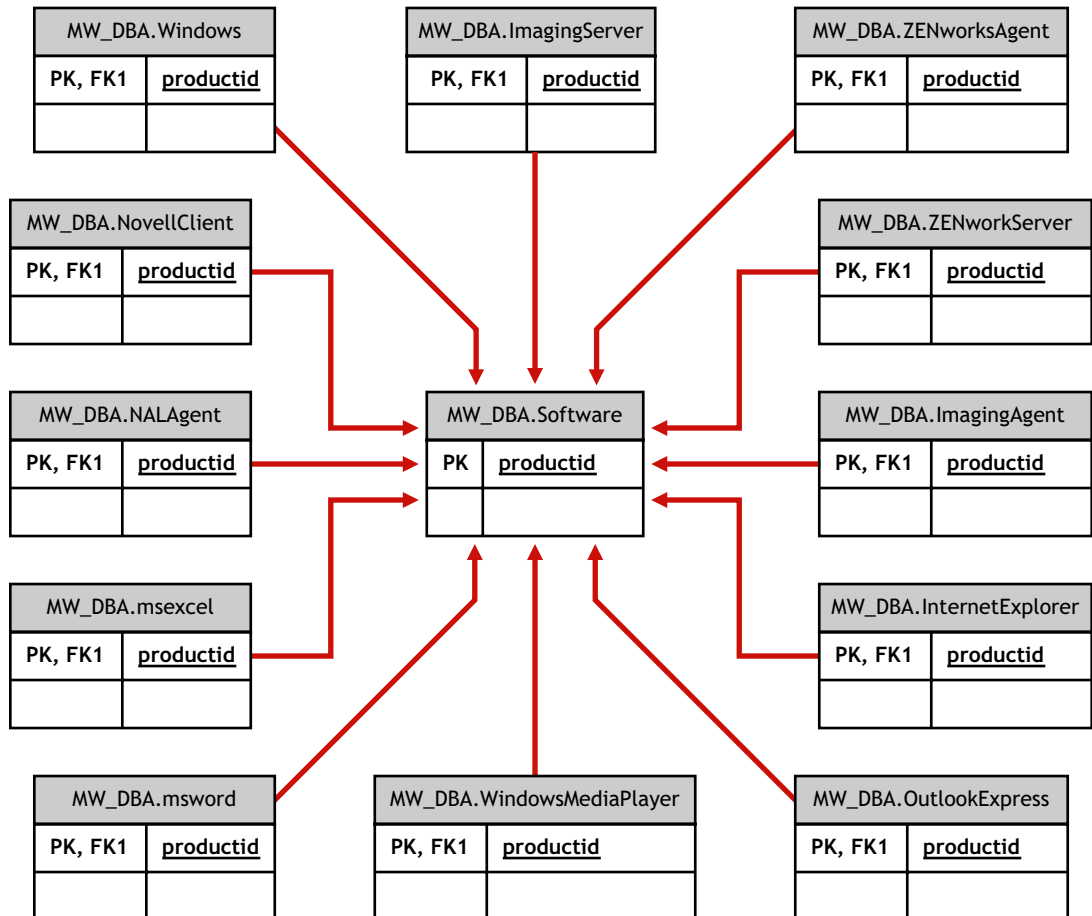 MW_DBA.Windows
PK, FK1 productid
MW_DBA.ImagingServer
PK, FK1 productid
MW_DBA.ZENworksAgent
PK, FK1 productid
MW_DBA.NovellClient
PK, FK1 productid
MW_DBA.ZENworkServer
PK, FK1 productid
MW_DBA.NALAgent
PK, FK1 productid
MW_DBA.Software
PK productid
MW_DBA.ImagingAgent
PK, FK1 productid
MW_DBA.msexcel
PK, FK1 productid
MW_DBA.InternetExplorer
PK, FK1 productid
MW_DBA.msword
PK, FK1 productid
MW_DBA.WindowsMediaPlayer
PK, FK1 productid
MW_DBA.OutlookExpress
PK, FK1 productid